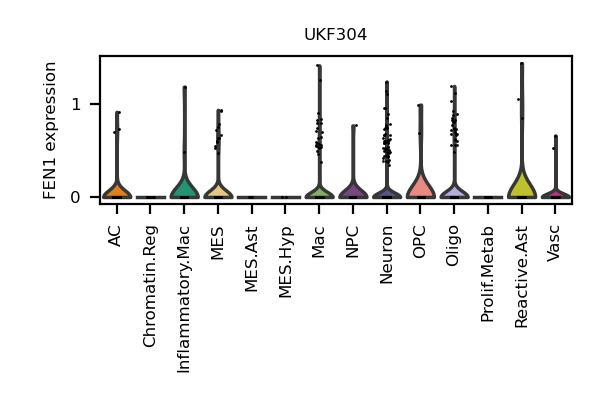 UKF304
FEN1 expression
1
0
AC
Chromatin.Reg
Inflammatory.Mac
MES
MES.Ast
MES.Hyp
Mac
NPC
Neuron
OPC
Oligo
Prolif.Metab
Reactive.Ast
Vasc